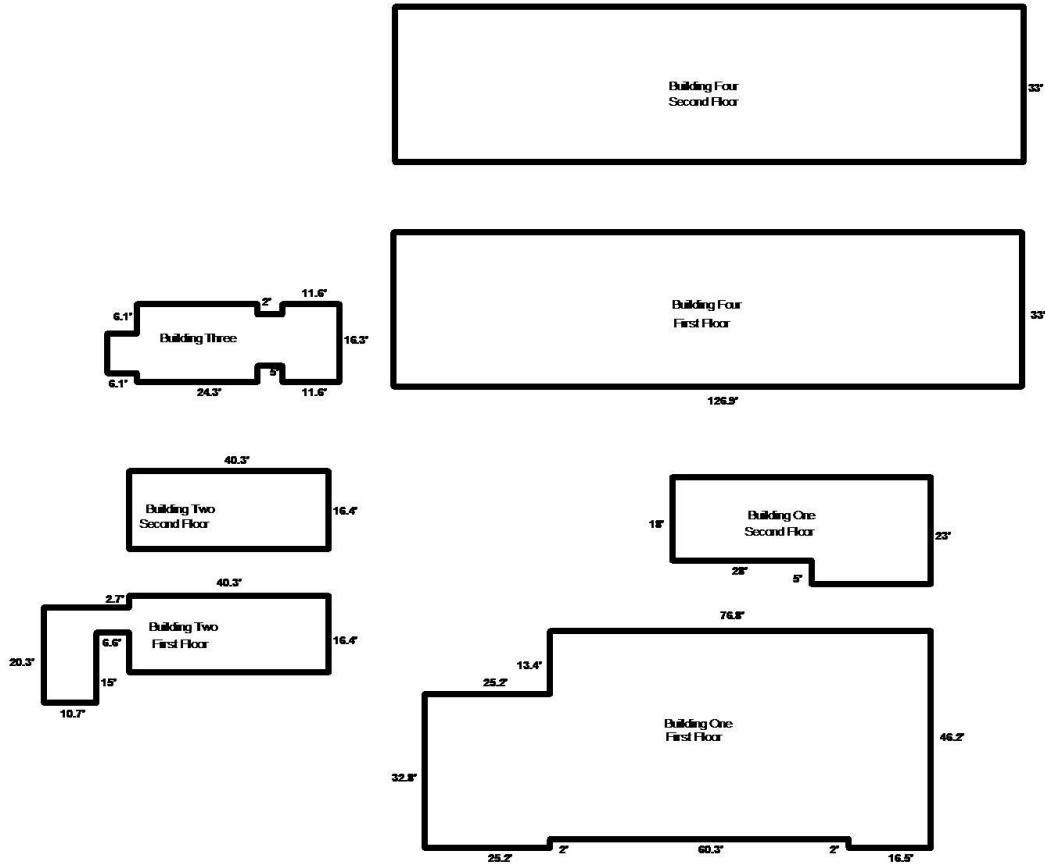 Building Four
Second Floor
33'
Building Four
First Floor
33'
126.9'
11.6'
2'
6.1'
Building Three
16.3'
6.1'
5'
24.3'
11.6'
40.3'
Building Two
Second Floor
16.4'
Building One
Second Floor
18'
23'
28'
5'
40.3'
2.7'
Building Two
First Floor
6.6'
16.4'
20.3'
15'
10.7'
76.8'
13.4'
25.2'
Building One
First Floor
46.2'
32.8'
25.2'
2'
60.3'
2'
16.5'